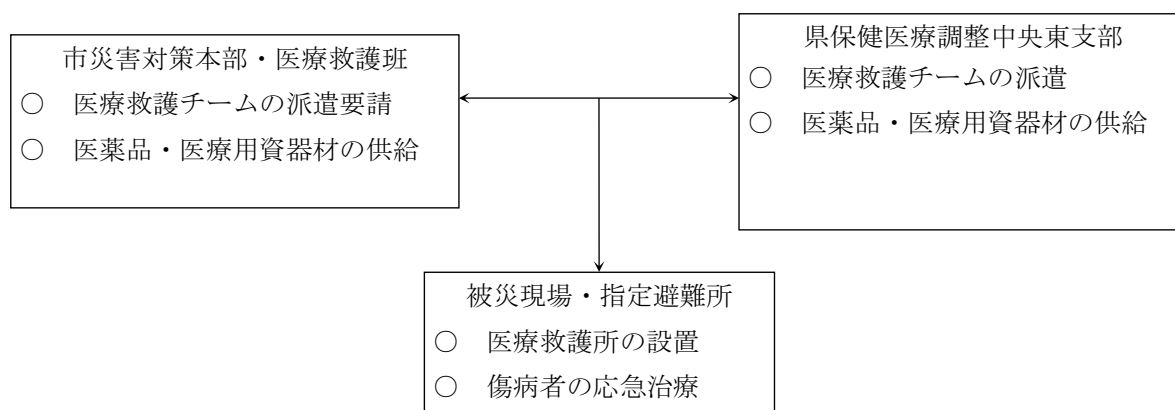 市災害対策本部・医療救護班
○ 医療救護チームの派遣要請
○ 医薬品・医療用資器材の供給
県保健医療調整中央東支部
○ 医療救護チームの派遣
○ 医薬品・医療用資器材の供給
被災現場・指定避難所
○ 医療救護所の設置
○ 傷病者の応急治療